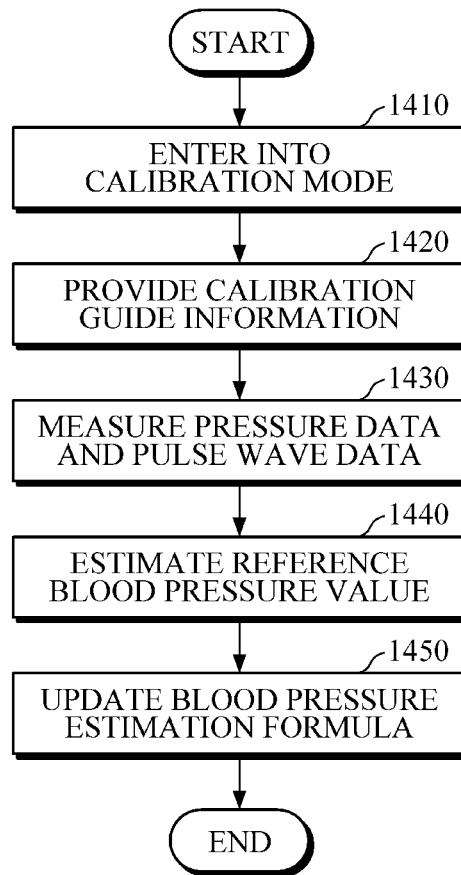 START
1410
ENTER INTO
CALIBRATION MODE
1420
PROVIDE CALIBRATION
GUIDE INFORMATION
1430
MEASURE PRESSURE DATA
AND PULSE WAVE DATA
1440
ESTIMATE REFERENCE
BLOOD PRESSURE VALUE
1450
UPDATE BLOOD PRESSURE
ESTIMATION FORMULA
END